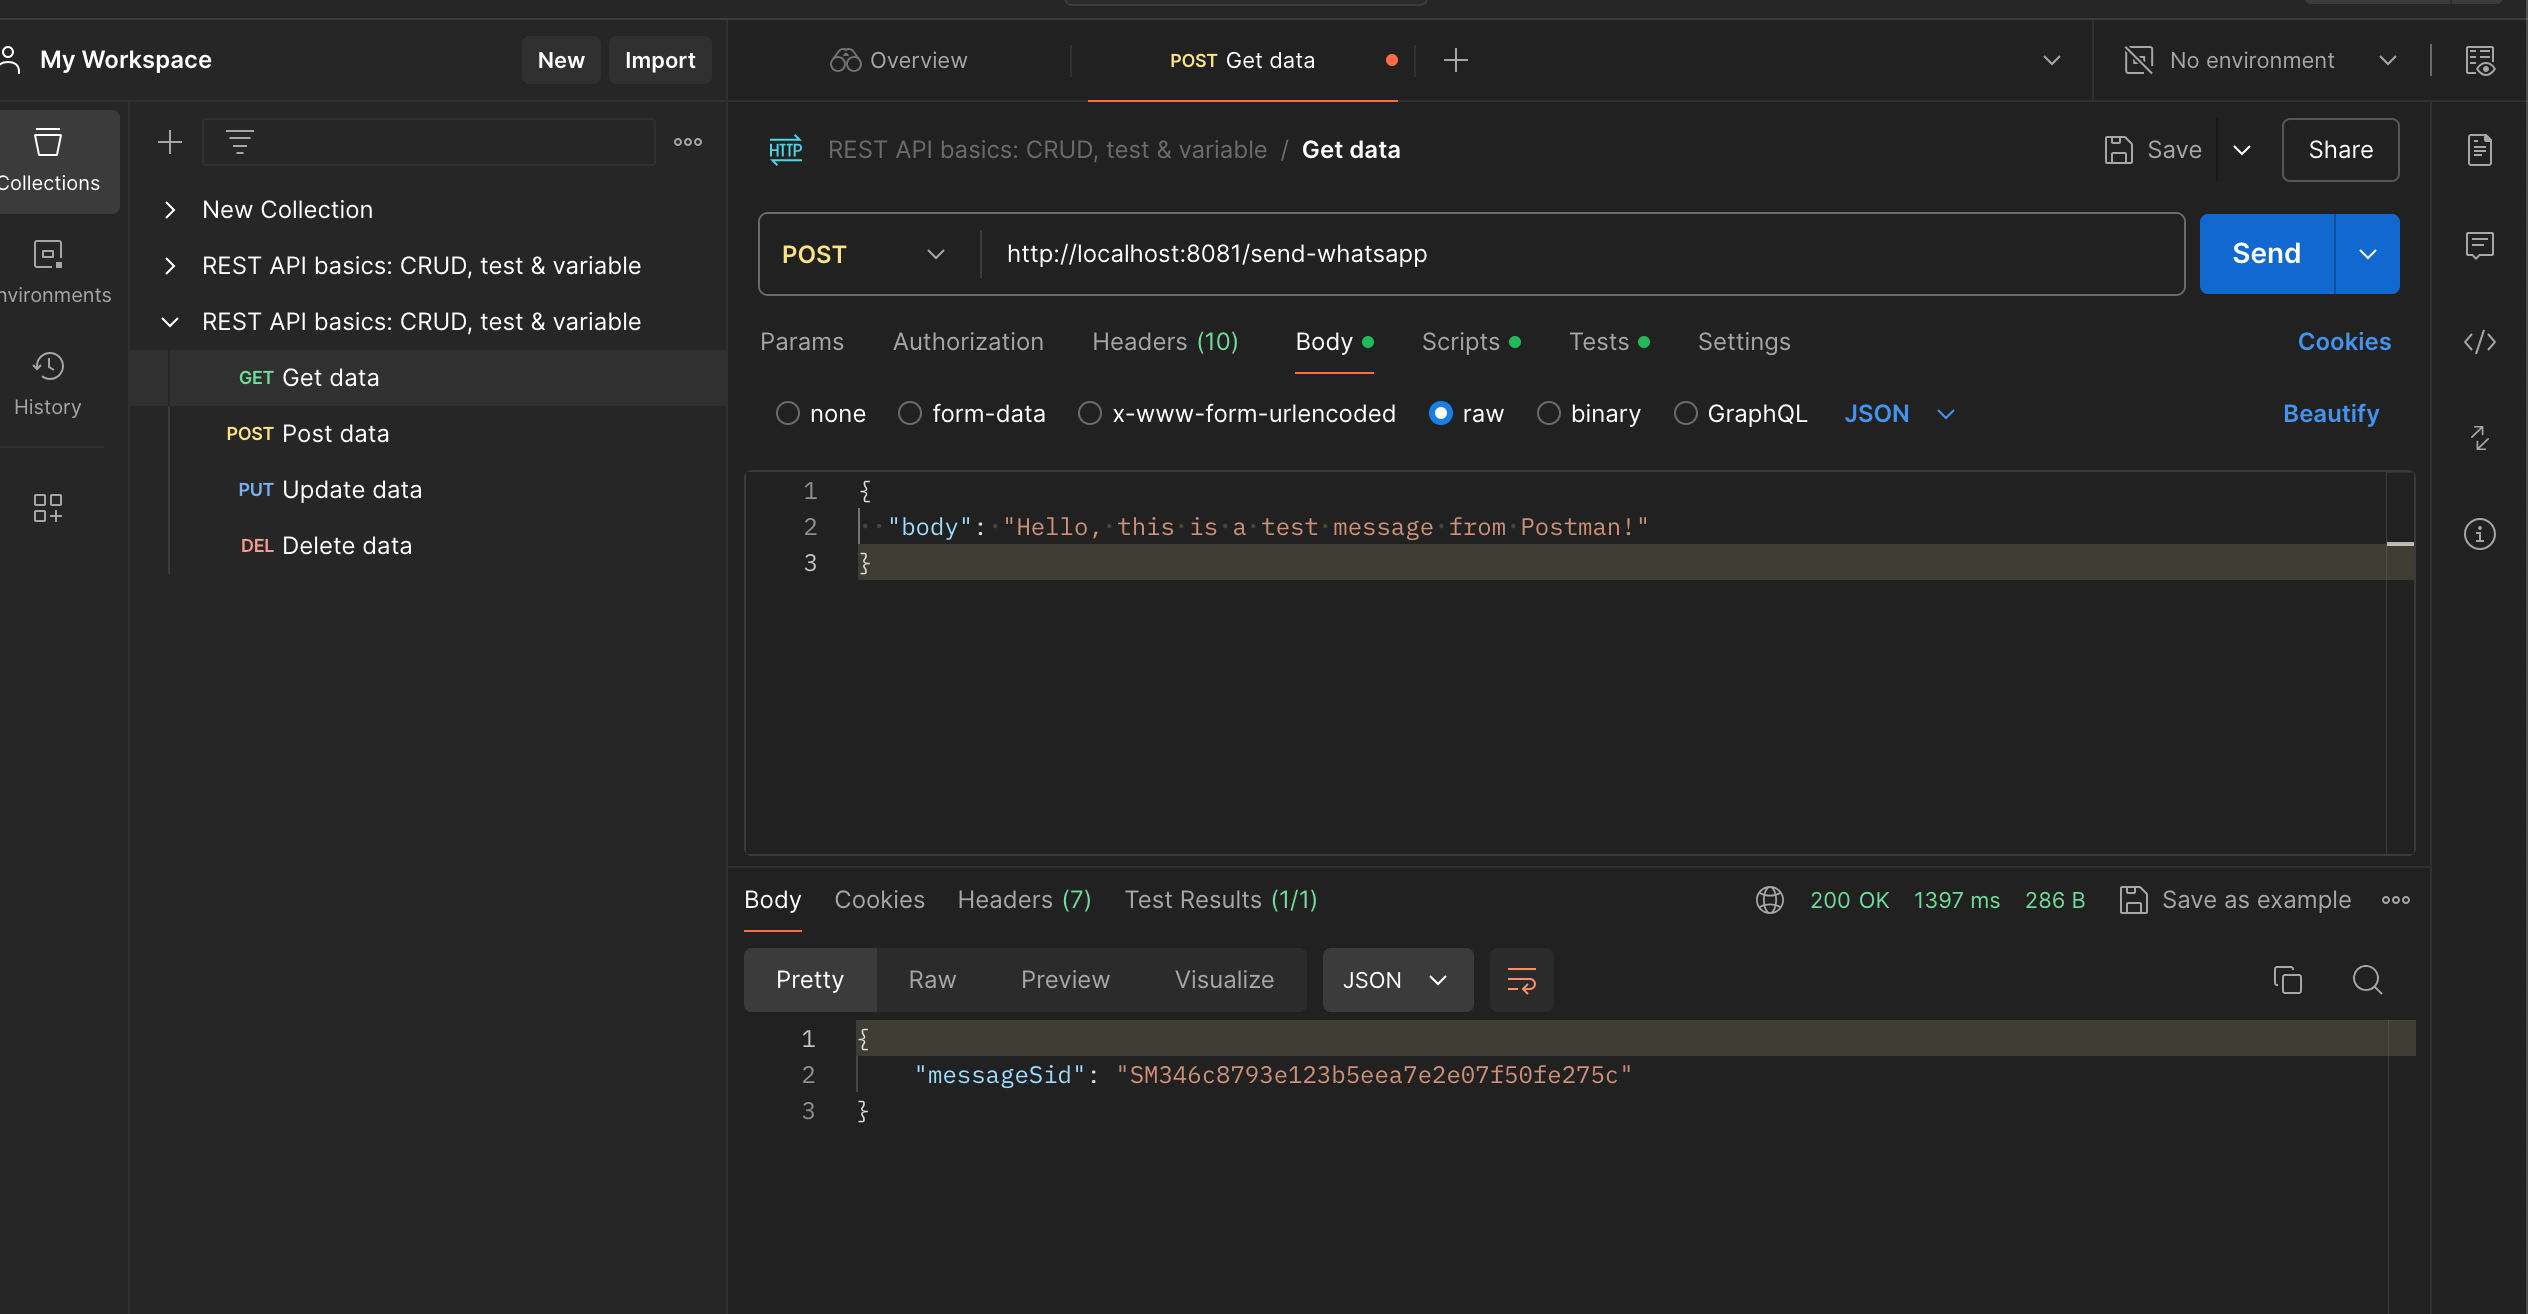 My Workspace
New
Import
Overview
POST Get data
No environment
Collections
nvironments
History
New Collection
REST API basics: CRUD, test & variable
REST API basics: CRUD, test & variable
GET Get data
POST Post data
PUT Update data
DEL Delete data
HTTP REST API basics: CRUD, test & variable / Get data
Save
Share
POST
http://localhost:8081/send-whatsapp
Send
Params
Authorization
Headers (10)
Body
Scripts
Tests
Settings
Cookies
none
form-data
x-www-form-urlencoded
raw
binary
GraphQL
JSON
Beautify
1 {
2 "body": "Hello, this is a test message from Postman!"
3 }
Body
Cookies
Headers (7)
Test Results (1/1)
200 OK
1397 ms
286 B
Save as example
Pretty
Raw
Preview
Visualize
JSON
1 {
2 "messageSid": "SM346c8793e123b5eea7e2e07f50fe275c"
3 }